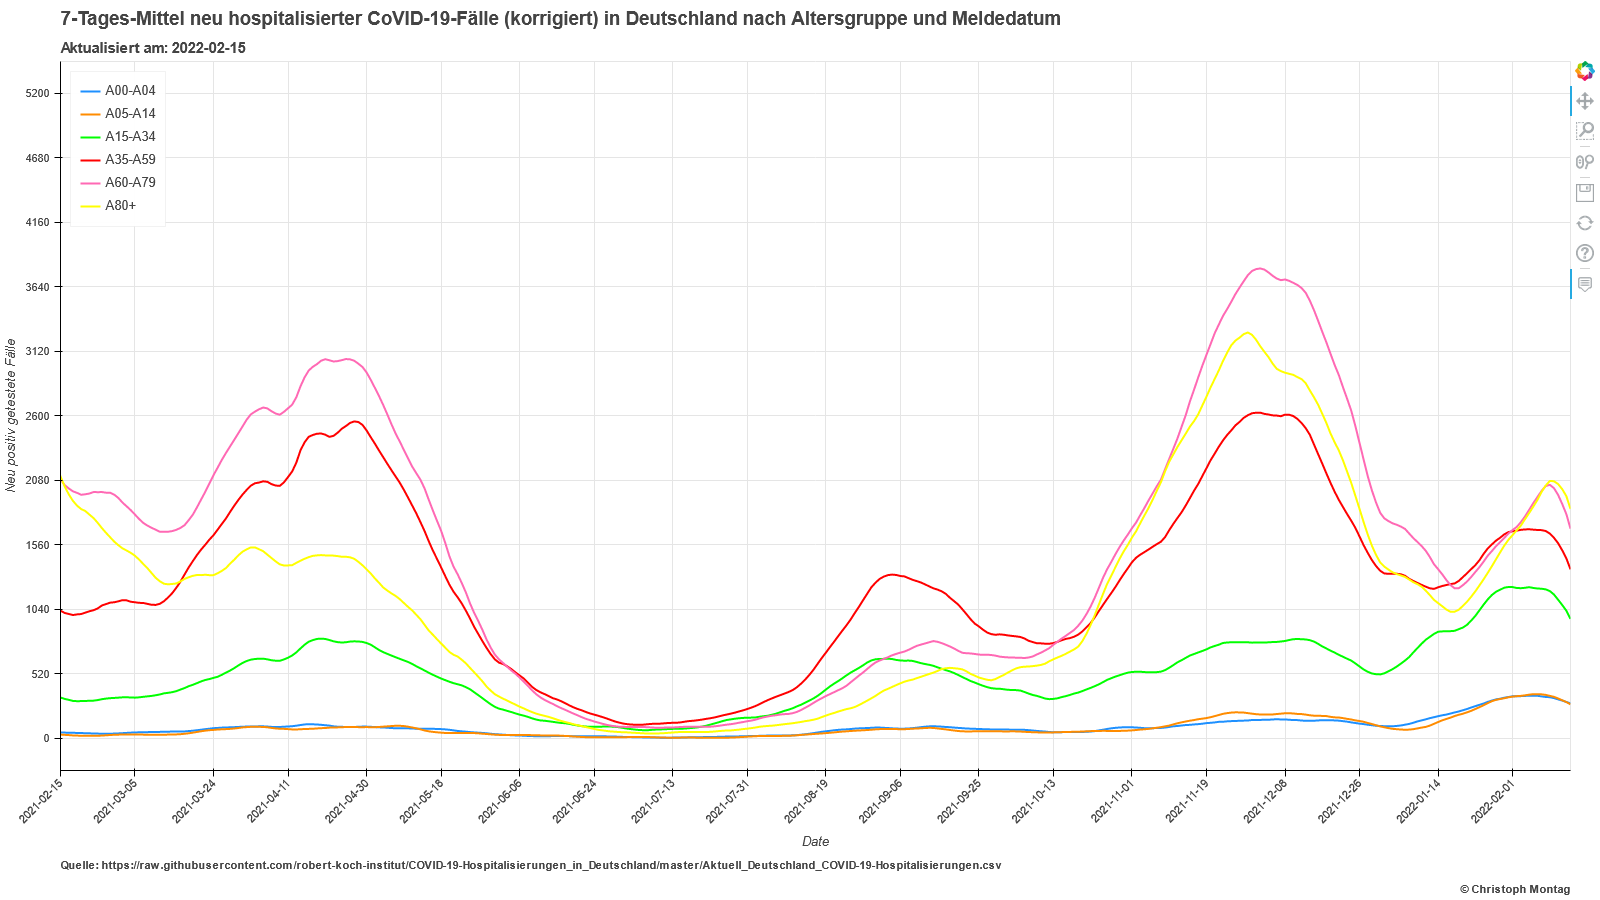 7-Tages-Mittel neu hospitalisierter CoVID-19-Fälle (korrigiert) in Deutschland nach Altersgruppe und Meldedatum
Aktualisiert am: 2022-02-15
A00-A04
A05-A14
A15-A34
A35-A59
A60-A79
A80+
5200
4680
4160
3640
3120
2600
2080
1560
1040
520
0
Neu positiv getestete Fälle
2021-02-15
2021-03-05
2021-03-24
2021-04-11
2021-04-30
2021-05-18
2021-06-06
2021-06-24
2021-07-13
2021-07-31
2021-08-19
2021-09-06
2021-09-25
2021-10-13
2021-11-01
2021-11-19
2021-12-08
2021-12-26
2022-01-14
2022-02-01
Date
Quelle: https://raw.githubusercontent.com/robert-koch-institut/COVID-19-Hospitalisierungen_in_Deutschland/master/Aktuell_Deutschland_COVID-19-Hospitalisierungen.csv
© Christoph Montag